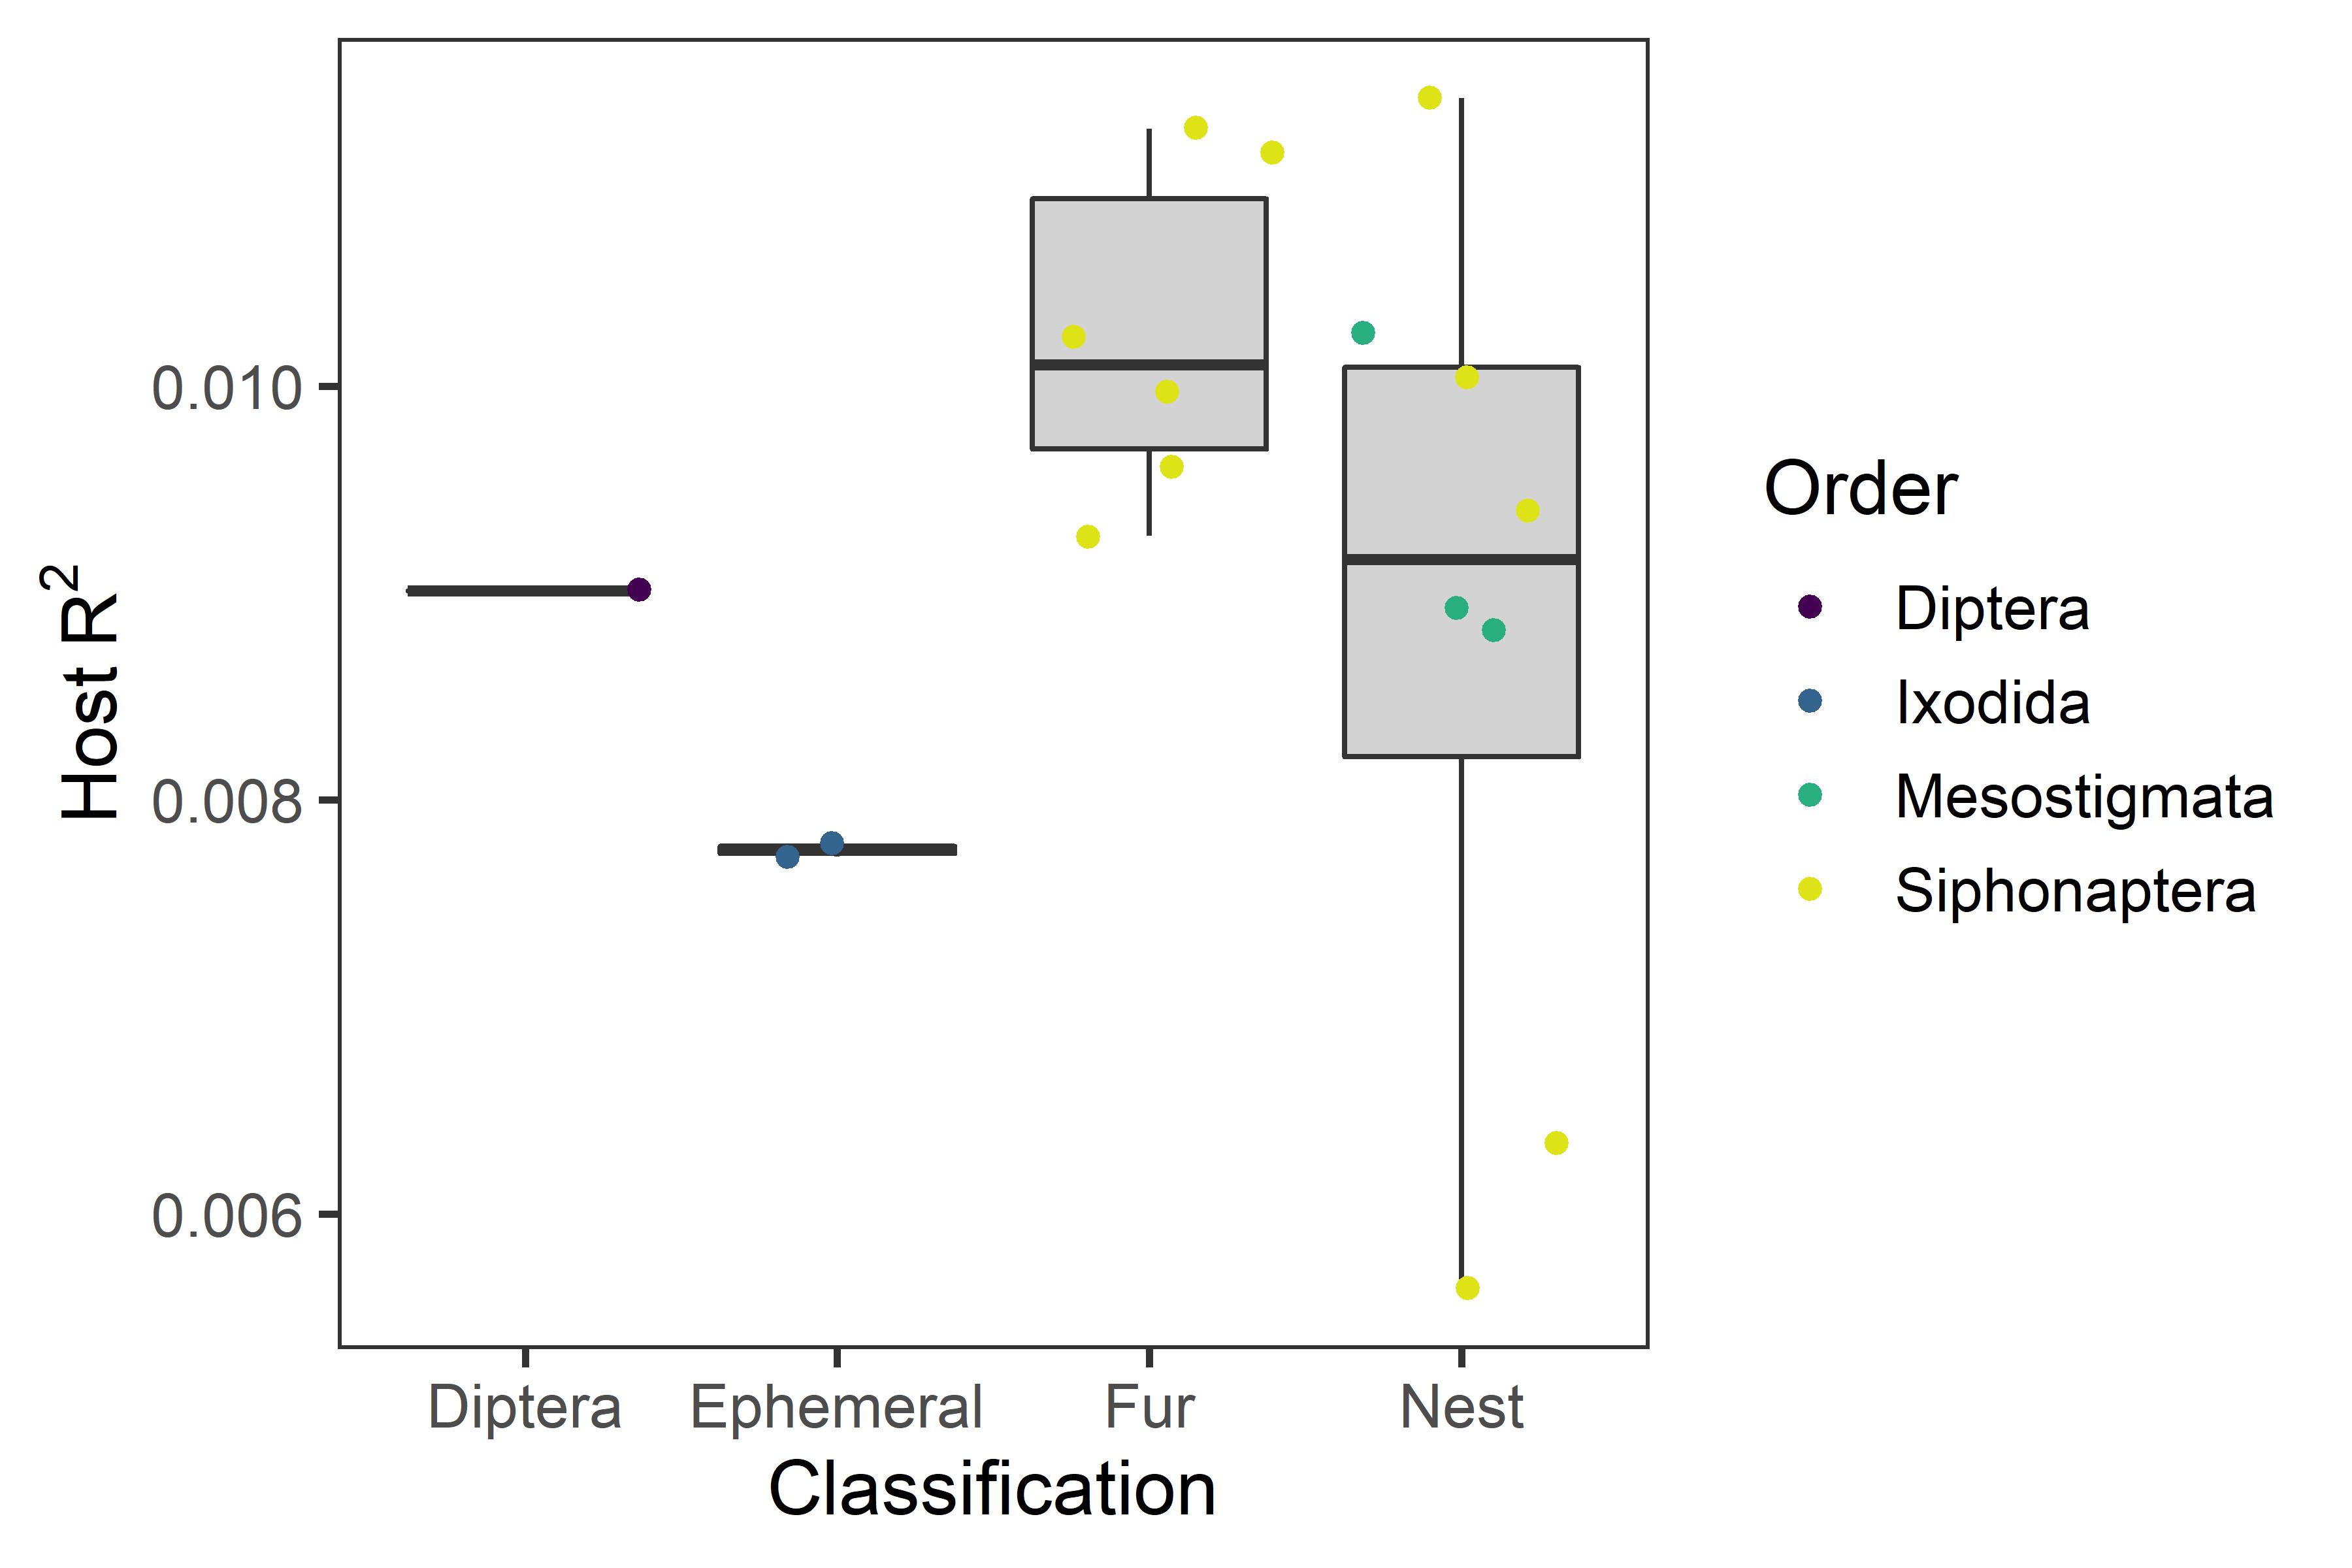 Host R²
0.010
0.008
0.006
Diptera Ephemeral Fur Nest
Classification
Order
Diptera
Ixodida
Mesostigmata
Siphonaptera